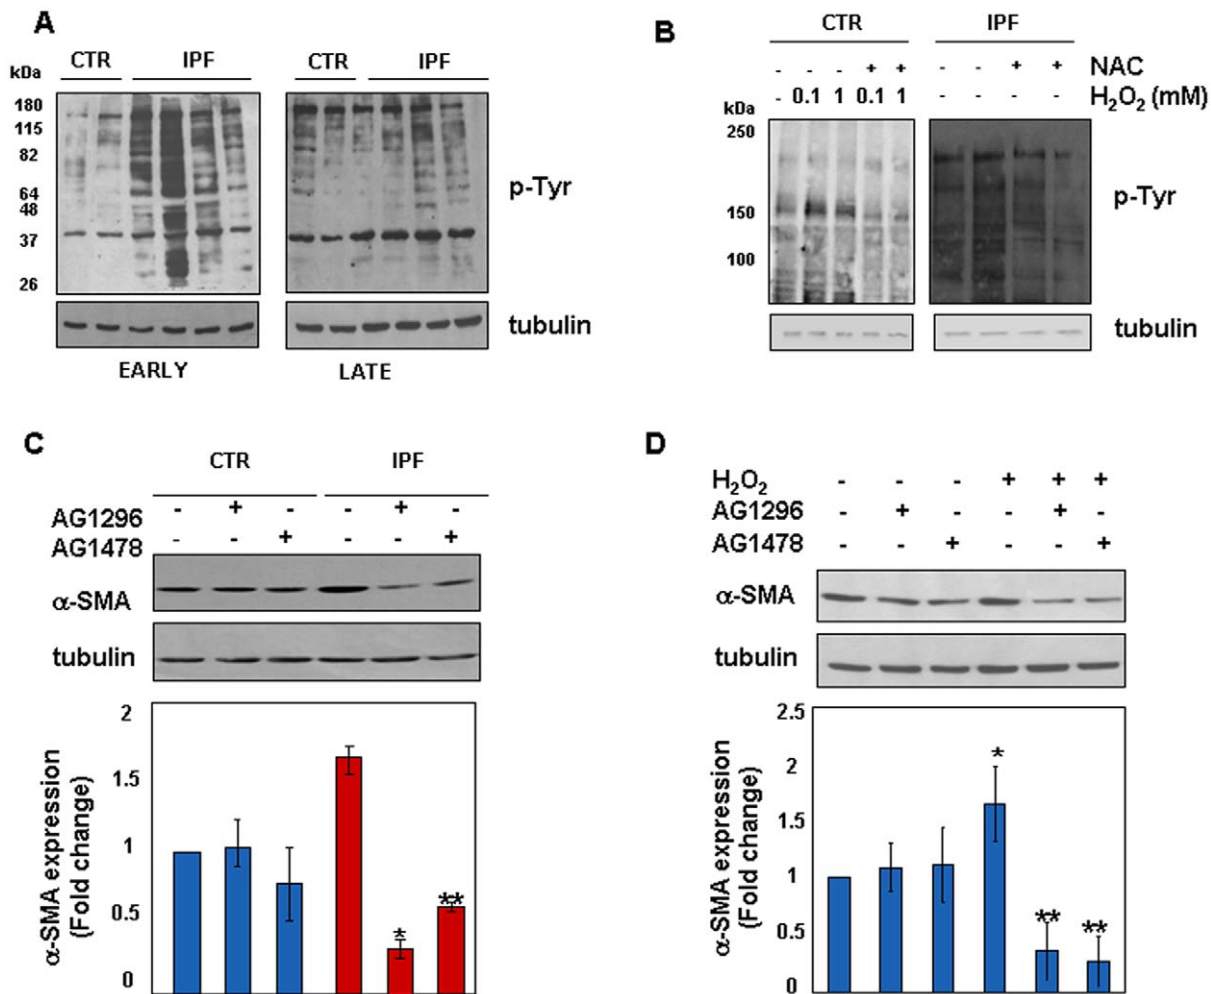 A
CTR IPF
CTR IPF
kDa
180
115
82
64
48
37
26
p-Tyr
tubulin
EARLY LATE
B
CTR IPF
- - - + + - - + + NAC
- 0.1 1 0.1 1 - - - - H₂O₂ (mM)
kDa
250
150
100
p-Tyr
tubulin
C
CTR IPF
AG1296 - + - - + -
AG1478 - - + - - +
α-SMA
tubulin
α-SMA expression
(Fold change)
2
1.5
1
0.5
0
* **
D
H₂O₂ - - - + + +
AG1296 - + - - + -
AG1478 - - + - - +
α-SMA
tubulin
α-SMA expression
(Fold change)
2.5
2
1.5
1
0.5
0
* ** **